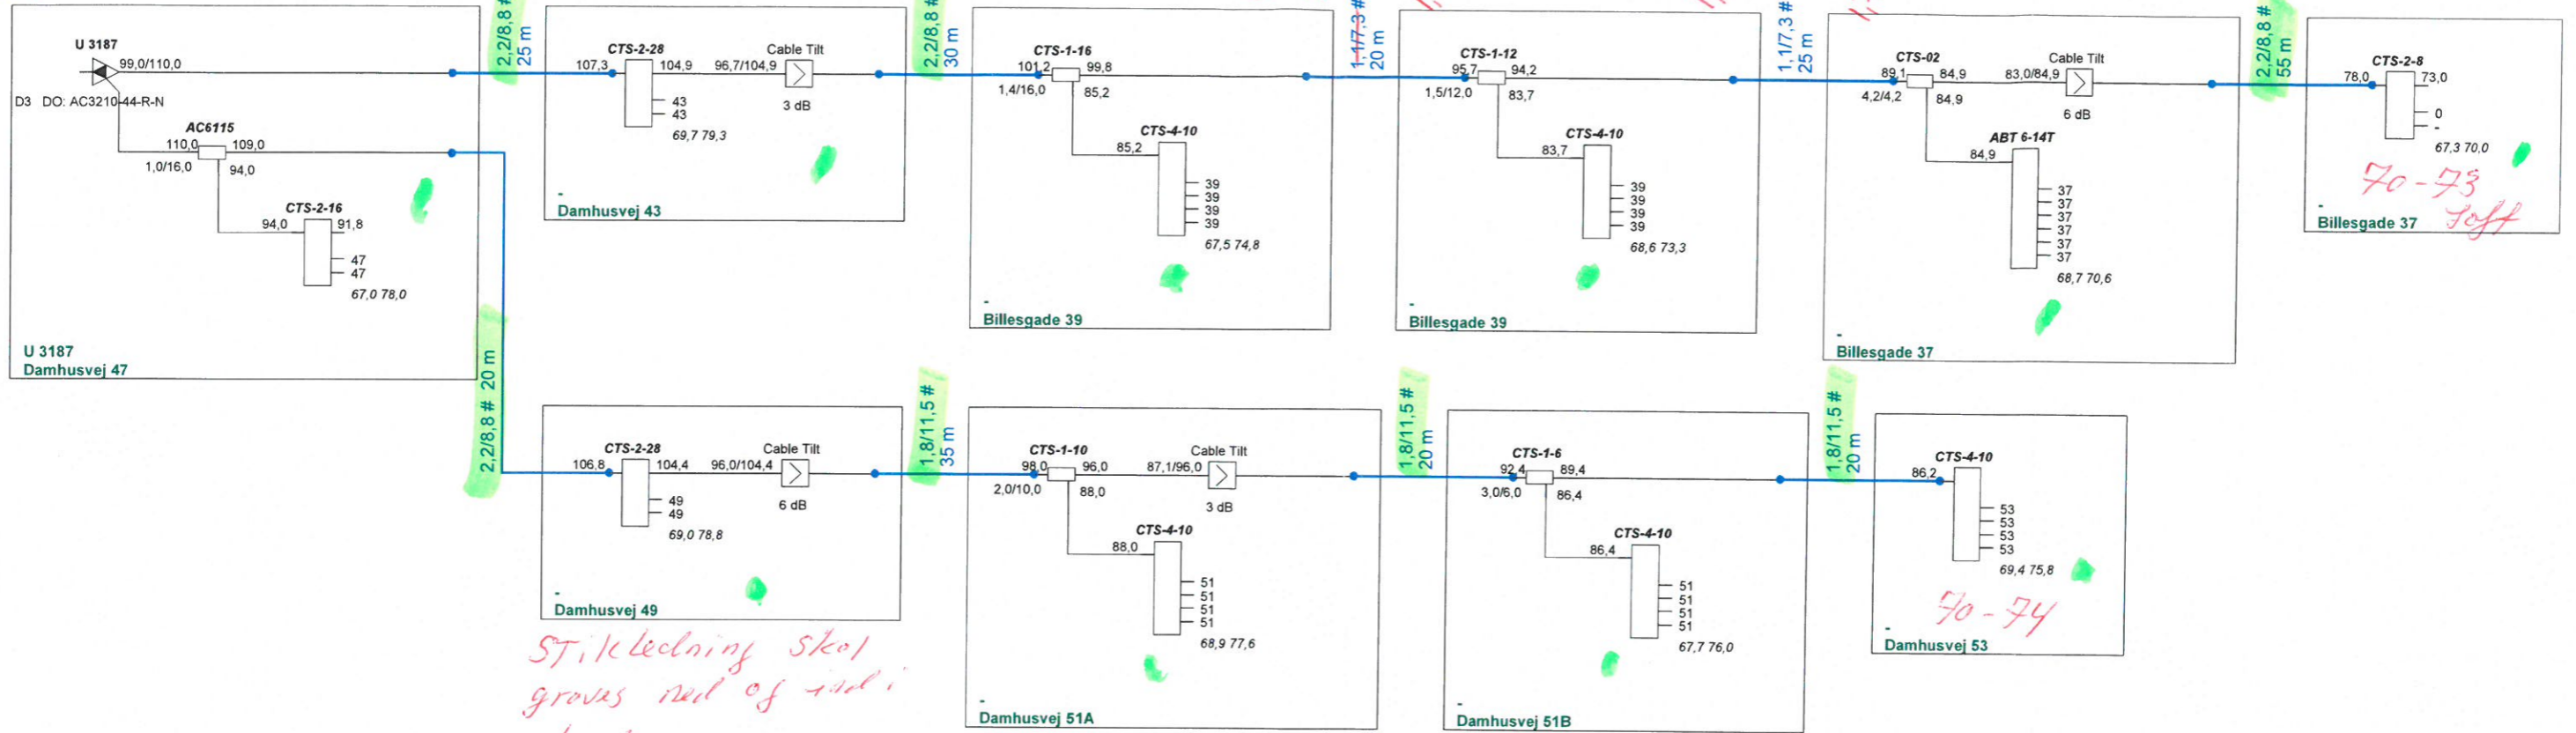 U 3187
99,0/110,0
D3 DO: AC3210-44-R-N
AC6115
110,0
109,0
1,0/16,0
94,0
CTS-2-16
94,0
91,8
47
47
67,0 78,0
U 3187
Damhusvej 47
2,2/8,8 #
25 m
CTS-2-28
107,3
104,9
96,7/104,9
Cable Tilt
3 dB
43
43
69,7 79,3
-
Damhusvej 43
2,2/8,8 #
30 m
CTS-1-16
101,2
99,8
1,4/16,0
85,2
CTS-4-10
85,2
39
39
39
39
67,5 74,8
-
Billesgade 39
1,1/7,3 #
20 m
CTS-1-12
95,7
94,2
1,5/12,0
83,7
CTS-4-10
83,7
39
39
39
39
68,6 73,3
-
Billesgade 39
1,1/7,3 #
25 m
CTS-02
89,1
84,9
83,0/84,9
Cable Tilt
4,2/4,2
84,9
6 dB
ABT 6-14T
84,9
37
37
37
37
37
37
68,7 70,6
-
Billesgade 37
2,2/8,8 #
55 m
CTS-2-8
78,0
73,0
0
-
67,3 70,0
70-73
-
Billesgade 37
2,2/8,8 # 20 m
CTS-2-28
106,8
104,4
96,0/104,4
Cable Tilt
6 dB
49
49
69,0 78,8
-
Damhusvej 49
STikledning Skal
graves ned og ind i
1,8/11,5 #
35 m
CTS-1-10
98,0
96,0
87,1/96,0
Cable Tilt
2,0/10,0
88,0
3 dB
CTS-4-10
88,0
51
51
51
51
68,9 77,6
-
Damhusvej 51A
1,8/11,5 #
20 m
CTS-1-6
92,4
89,4
3,0/6,0
86,4
CTS-4-10
86,4
51
51
51
51
67,7 76,0
-
Damhusvej 51B
1,8/11,5 #
20 m
CTS-4-10
86,2
53
53
53
53
69,4 75,8
70-74
-
Damhusvej 53